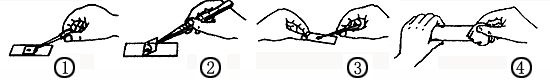 ① ② ③ ④